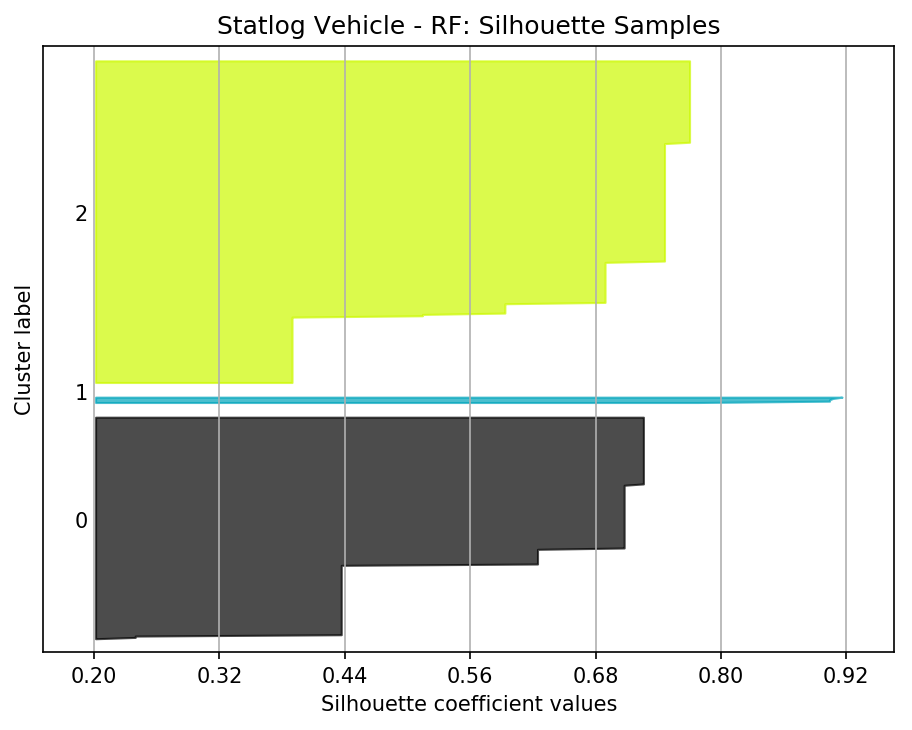 Statlog Vehicle - RF: Silhouette Samples
2
1
0
Cluster label
0.20 0.32 0.44 0.56 0.68 0.80 0.92
Silhouette coefficient values